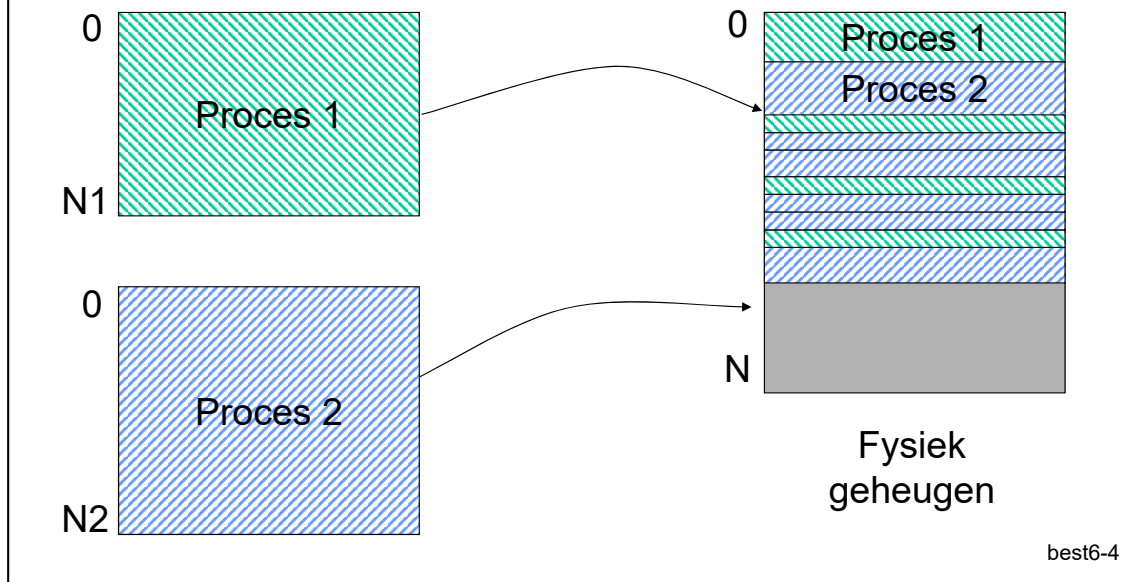 0
Proces 1
N1
0
Proces 2
N2
0
Proces 1
Proces 2
N
Fysiek
geheugen
best6-4